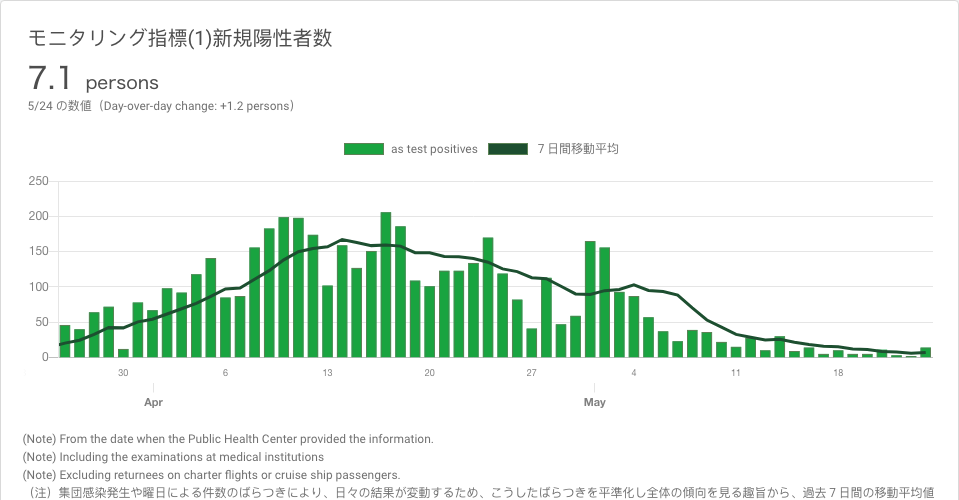 モニタリング指標(1)新規陽性者数
7.1 persons
5/24 の数値（Day-over-day change: +1.2 persons）
as test positives 7 日間移動平均
250
200
150
100
50
0
30 6 13 20 27 4 11 18
Apr May
(Note) From the date when the Public Health Center provided the information.
(Note) Including the examinations at medical institutions
(Note) Excluding returnees on charter flights or cruise ship passengers.
（注）集団感染発生や曜日による件数のばらつきにより、日々の結果が変動するため、こうしたばらつきを平準化し全体の傾向を見る趣旨から、過去７日間の移動平均値